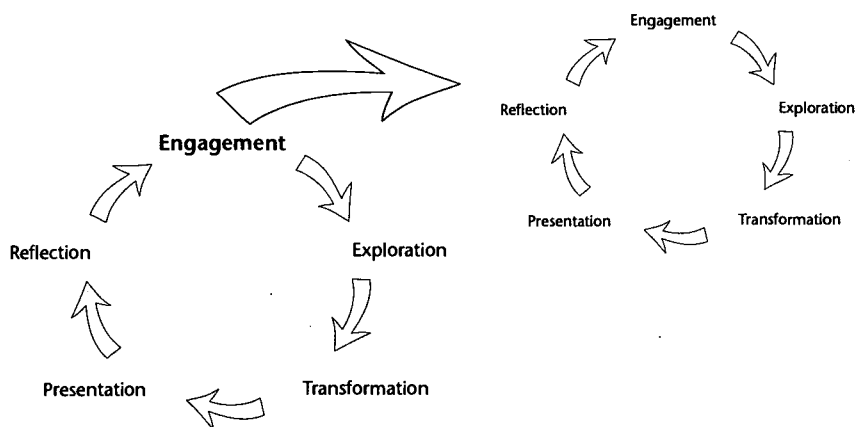 Engagement
Reflection
Exploration
Presentation
Transformation
Engagement
Reflection
Exploration
Presentation
Transformation